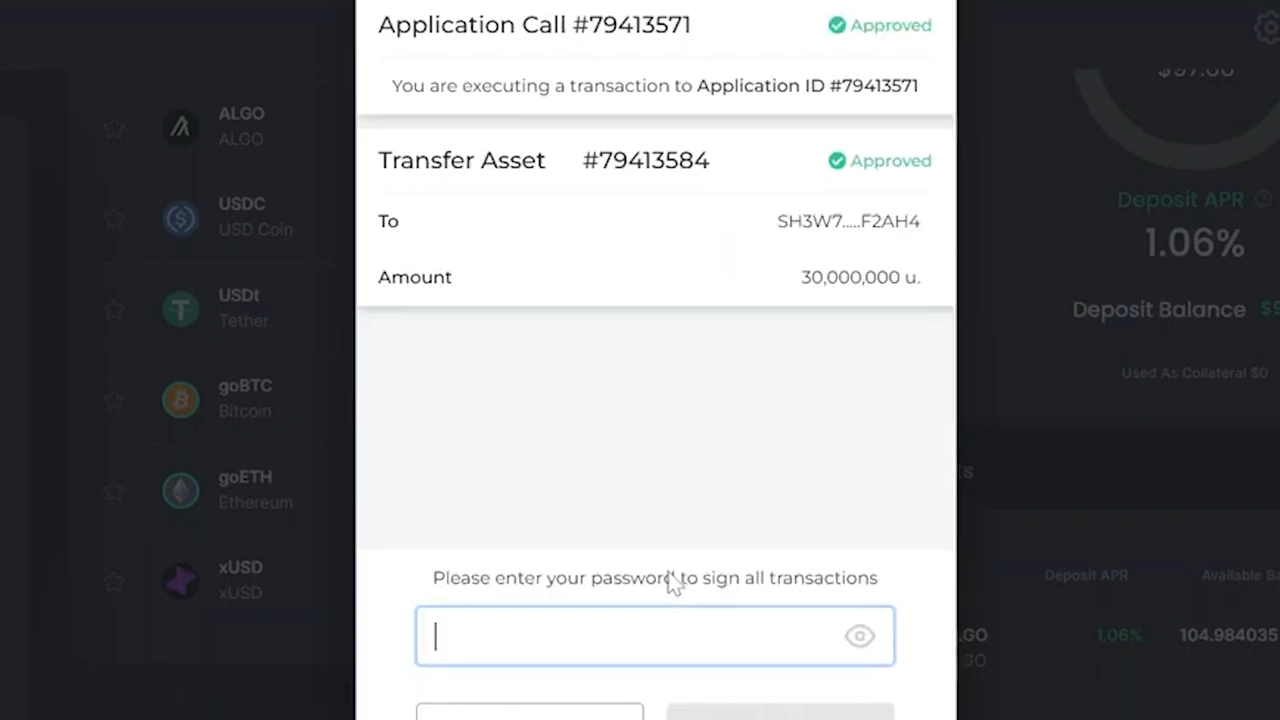 Application Call #79413571
Approved
You are executing a transaction to Application ID #79413571
Transfer Asset #79413584
Approved
To SH3W7.....F2AH4
Amount 30,000,000 u.
Please enter your password to sign all transactions
ALGO
ALGO
USDC
USD Coin
USDt
Tether
goBTC
Bitcoin
goETH
Ethereum
xUSD
xUSD
$97.00
Deposit APR
1.06%
Deposit Balance
Used As Collateral $0
Deposit APR Available
1.06% 104.984035